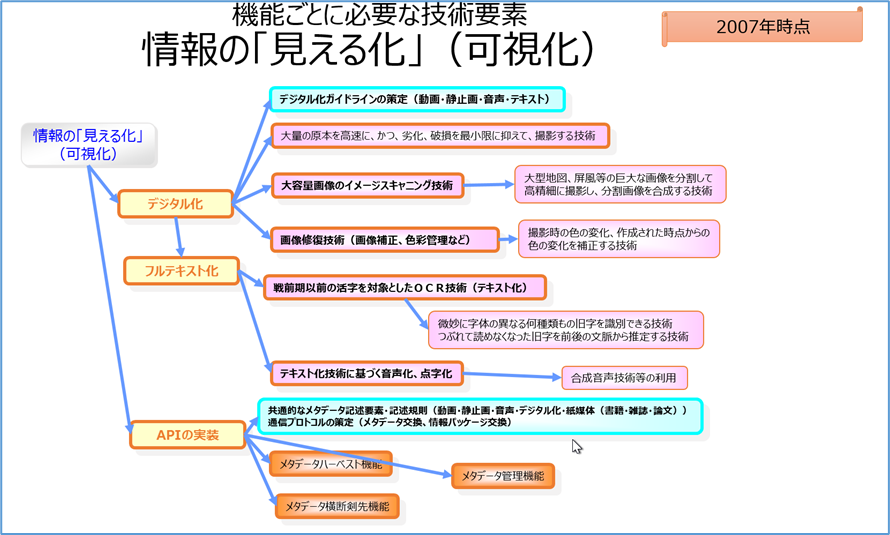 機能ごとに必要な技術要素
情報の「見える化」（可視化）
2007年時点
情報の「見える化」
（可視化）
デジタル化
フルテキスト化
APIの実装
デジタル化ガイドラインの策定（動画・静止画・音声・テキスト）
大量の原本を高速に、かつ、劣化、破損を最小限に抑えて、撮影する技術
大容量画像のイメージスキャニング技術
大型地図、屏風等の巨大な画像を分割して
高精細に撮影し、分割画像を合成する技術
画像修復技術（画像補正、色彩管理など）
撮影時の色の変化、作成された時点からの
色の変化を補正する技術
戦前期以前の活字を対象としたＯＣＲ技術（テキスト化）
微妙に字体の異なる何種類もの旧字を識別できる技術
つぶれて読めなくなった旧字を前後の文脈から推定する技術
テキスト化技術に基づく音声化、点字化
合成音声技術等の利用
共通的なメタデータ記述要素・記述規則（動画・静止画・音声・デジタル化・紙媒体（書籍・雑誌・論文））
通信プロトコルの策定（メタデータ交換、情報パッケージ交換）
メタデータハーベスト機能
メタデータ管理機能
メタデータ横断剣先機能